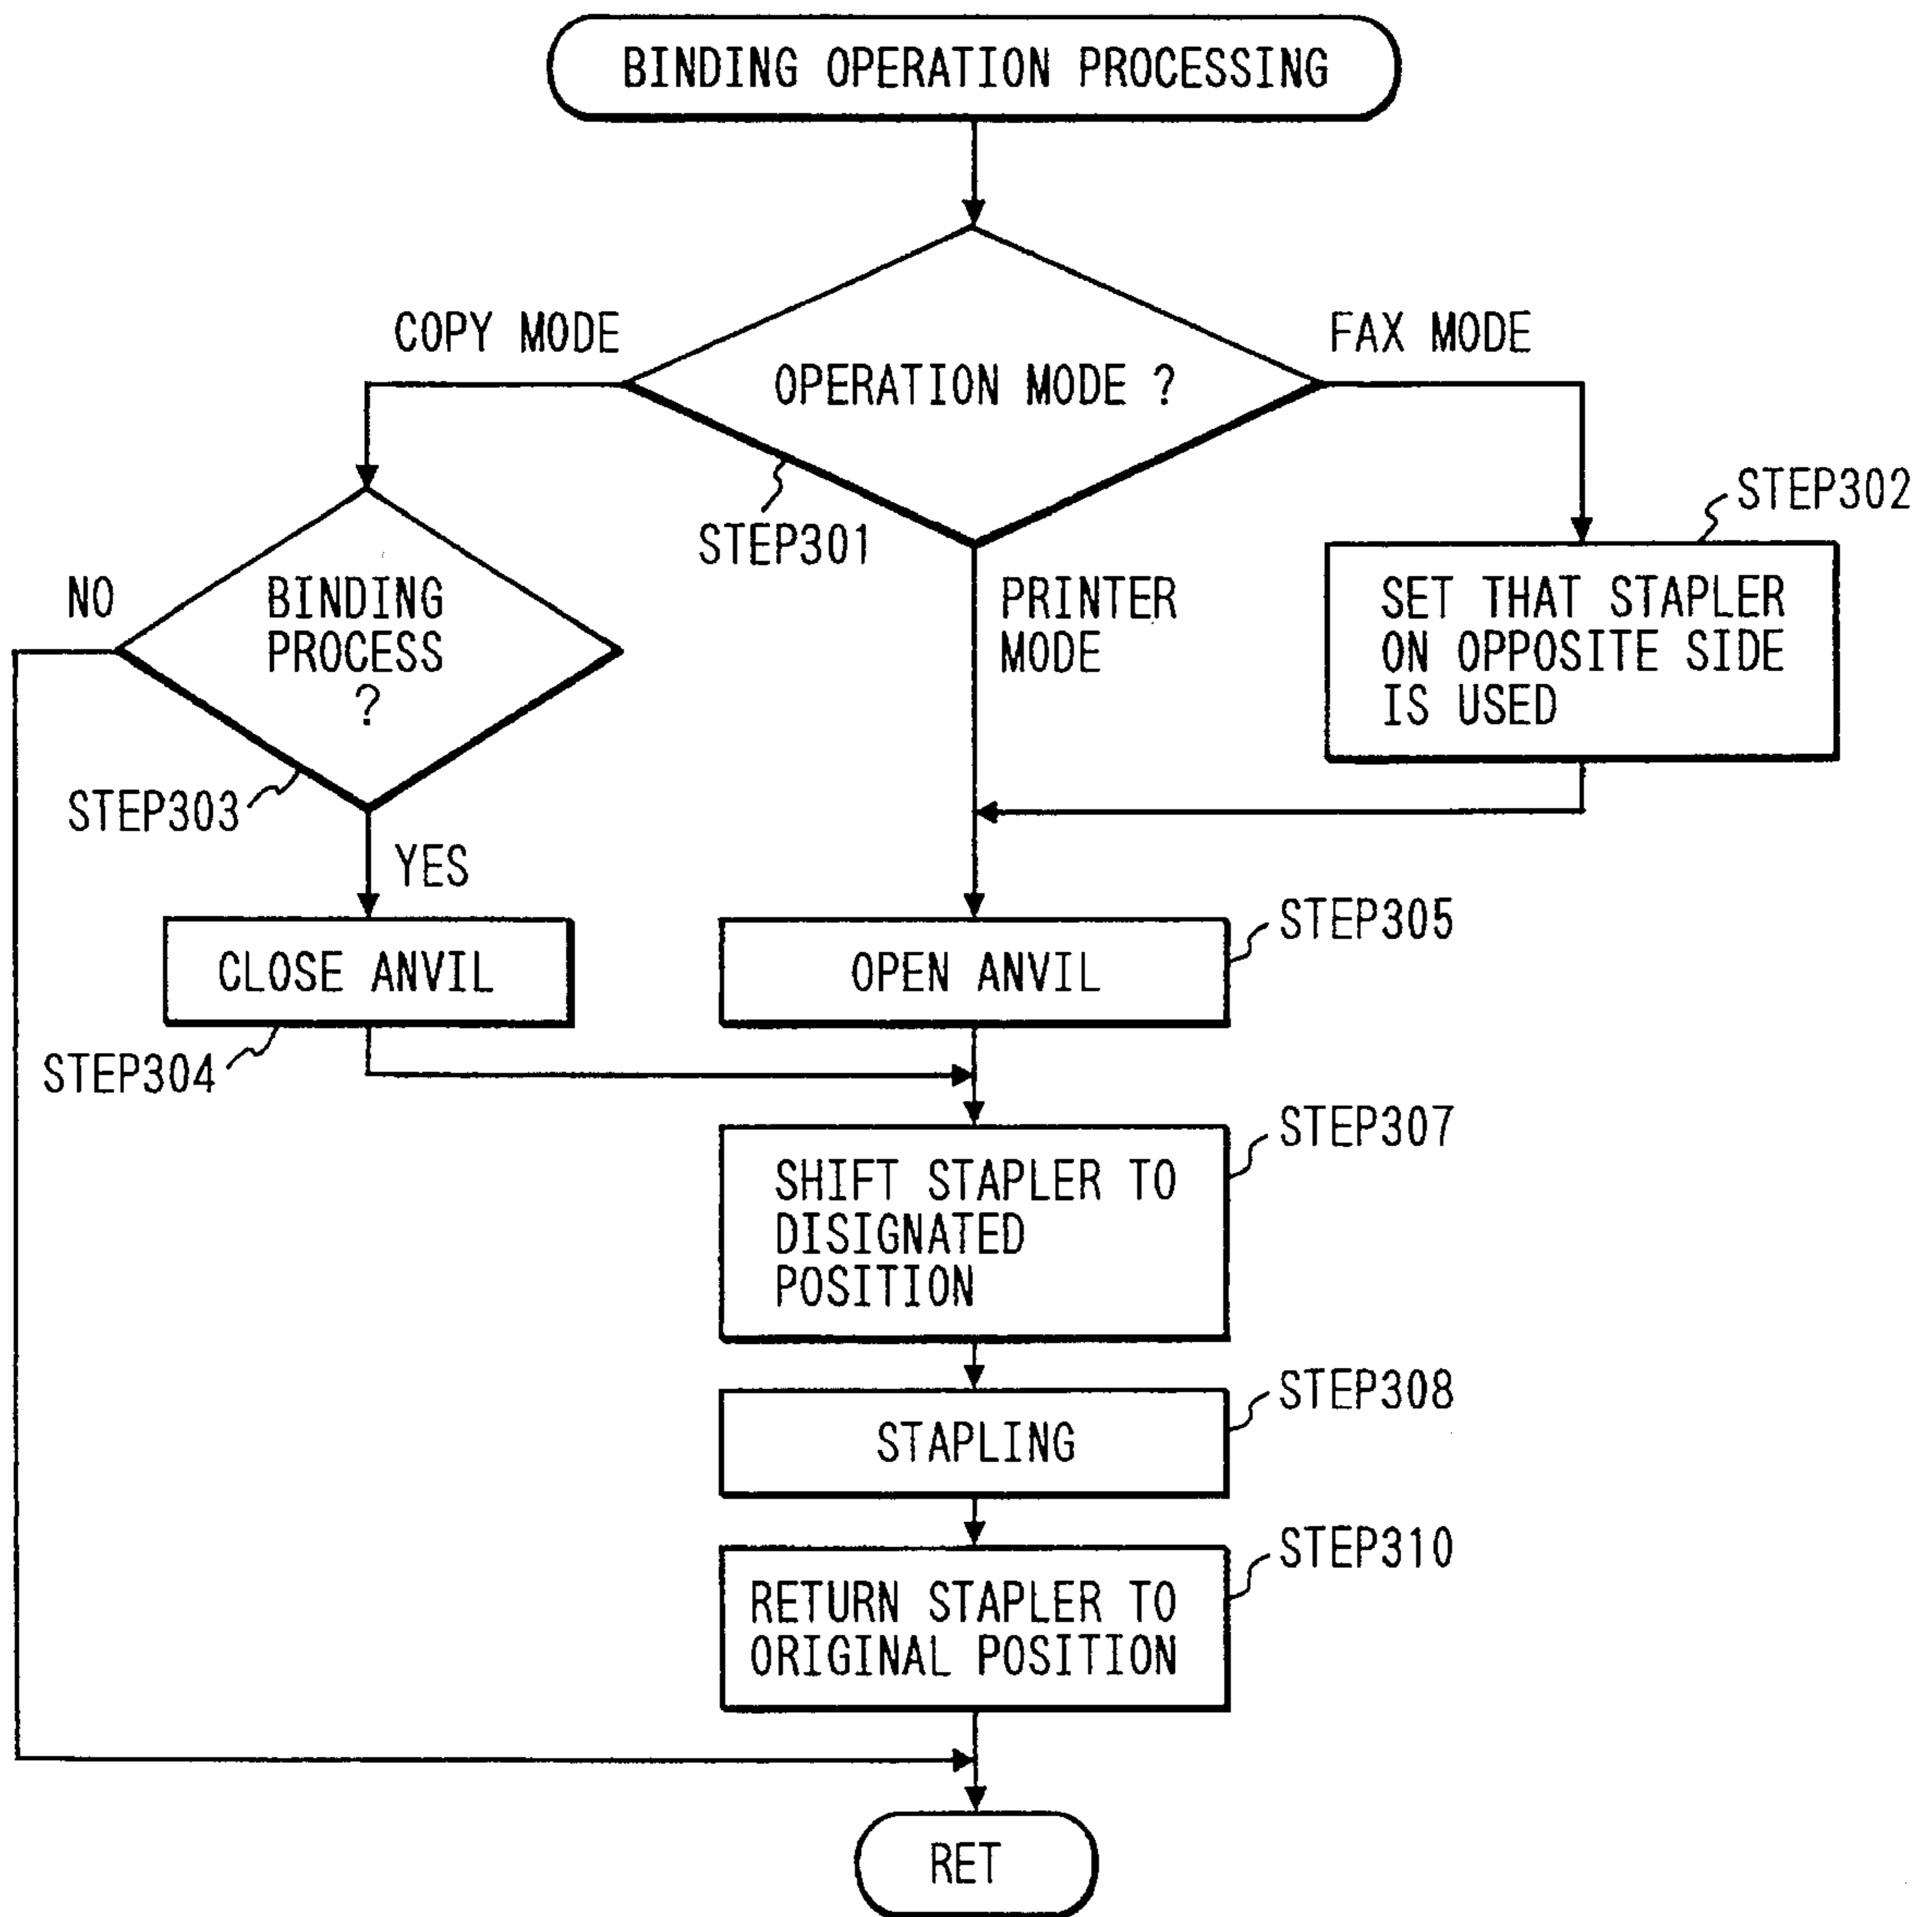 BINDING OPERATION PROCESSING
COPY MODE
FAX MODE
OPERATION MODE ?
STEP301
STEP302
PRINTER
MODE
SET THAT STAPLER
ON OPPOSITE SIDE
IS USED
NO
BINDING
PROCESS
?
STEP303
YES
CLOSE ANVIL
STEP304
OPEN ANVIL
STEP305
SHIFT STAPLER TO
DISIGNATED
POSITION
STEP307
STAPLING
STEP308
RETURN STAPLER TO
ORIGINAL POSITION
STEP310
RET